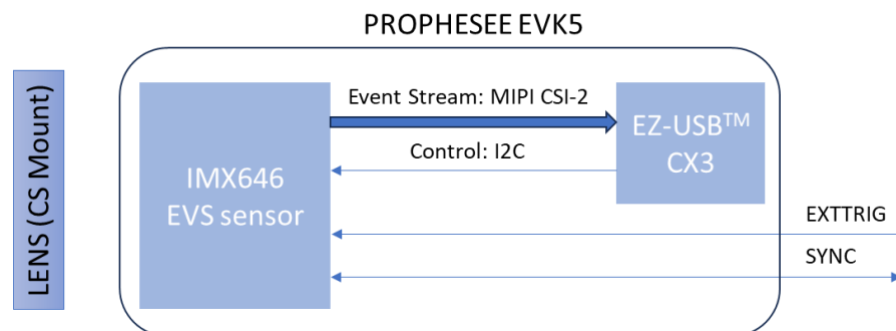 PROPHESEE EVK5
LENS (CS Mount)
Event Stream: MIPI CSI-2
Control: I2C
IMX646
EVS sensor
EZ-USB™
CX3
EXTTRIG
SYNC